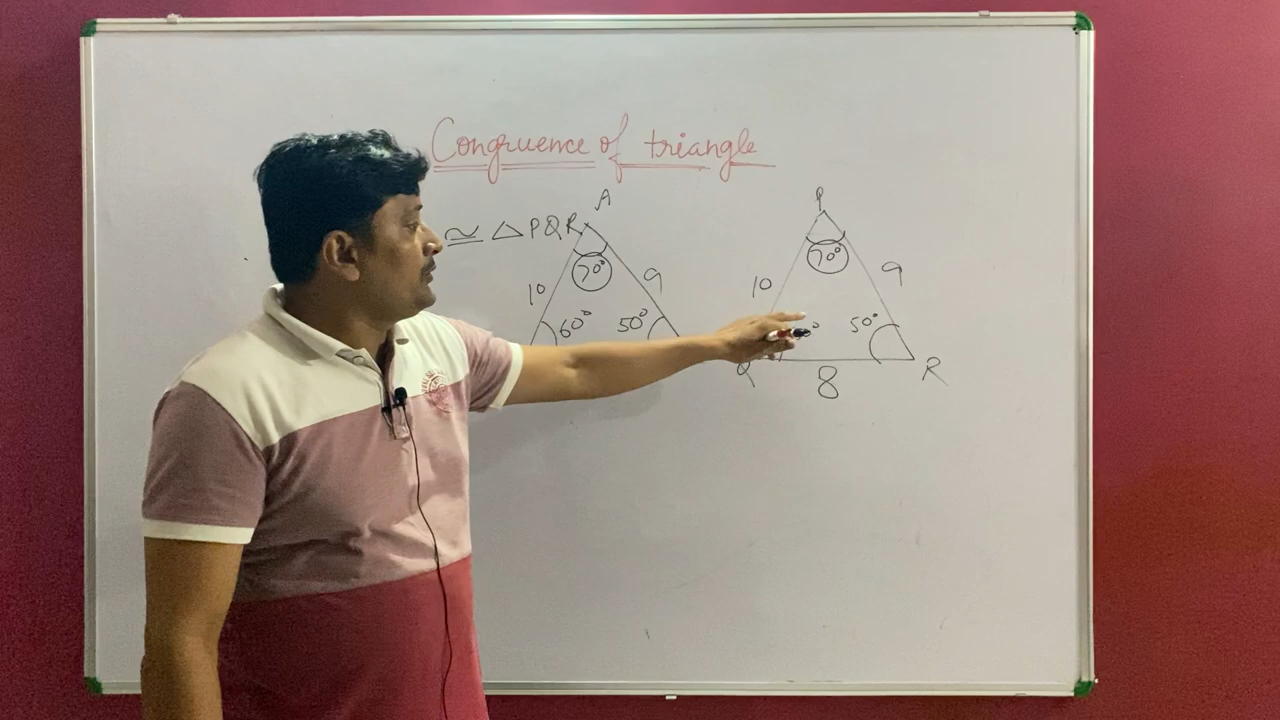 Congruence of triangle
≅ △ PQR
A
P
70°
70°
10
9
10
9
60°
50°
50°
Q
8
R